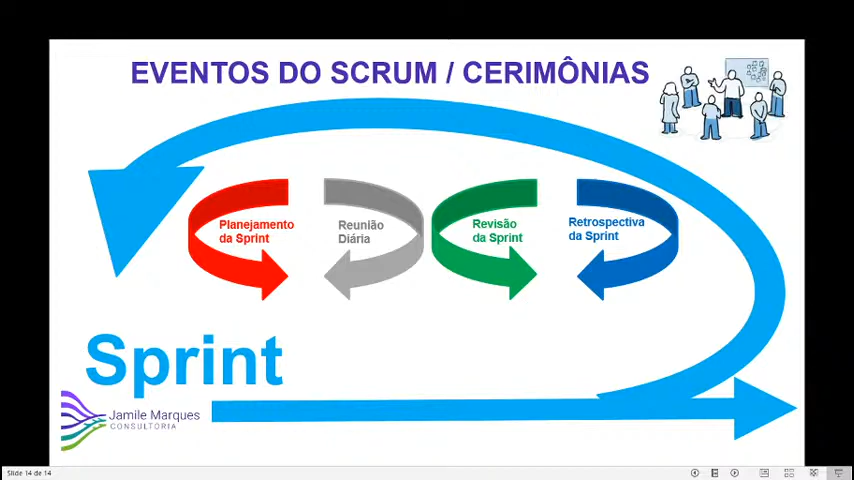 EVENTOS DO SCRUM / CERIMÔNIAS
Planejamento
da Sprint
Reunião
Diária
Revisão
da Sprint
Retrospectiva
da Sprint
Sprint
Jamile Marques
CONSULTORIA
Slide 14 de 14